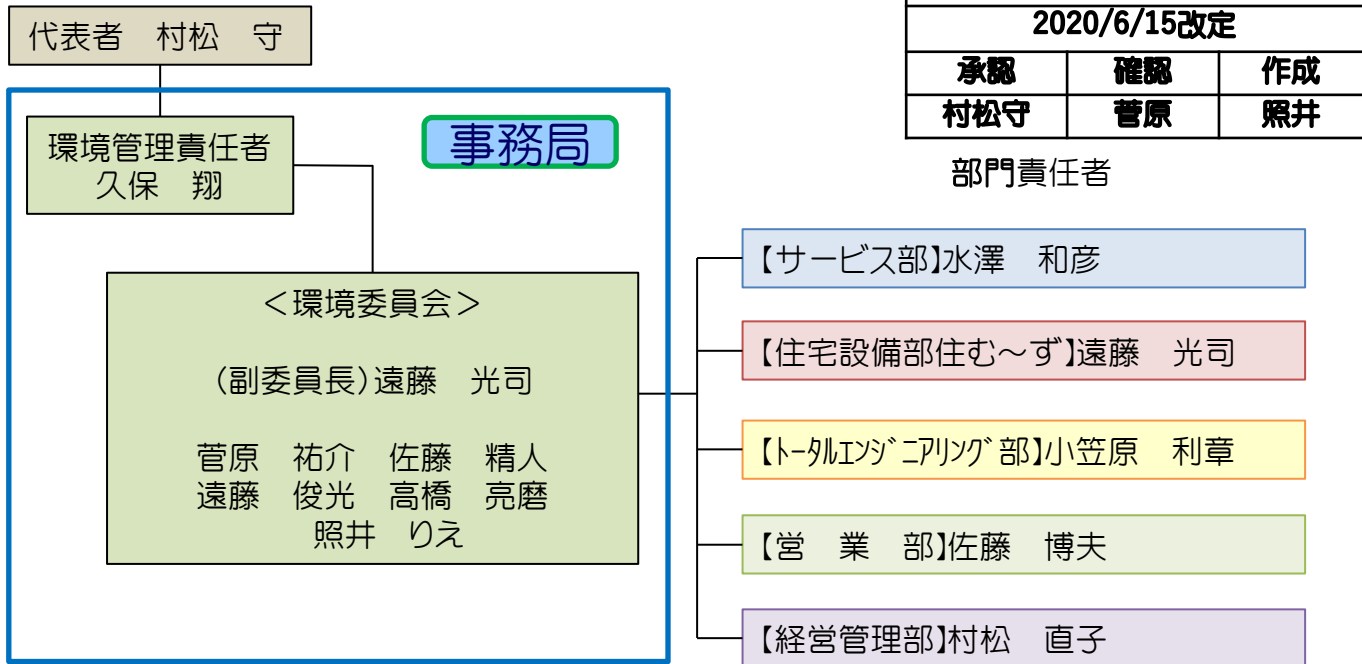 代表者　村松　守
2020/6/15改定
承認　確認　作成
村松守　菅原　照井
環境管理責任者
久保　翔
事務局
部門責任者
＜環境委員会＞
（副委員長）遠藤　光司
菅原　祐介　佐藤　精人
遠藤　俊光　高橋　亮磨
照井　りえ
【サービス部】水澤　和彦
【住宅設備部住む～ず】遠藤　光司
【ﾄｰﾀﾙｴﾝｼﾞﾆｱﾘﾝｸﾞ部】小笠原　利章
【営　業　部】佐藤　博夫
【経営管理部】村松　直子